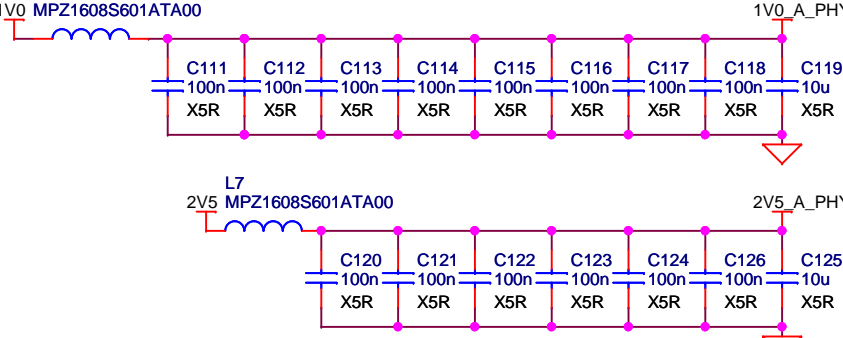 1V0 MPZ1608S601ATA00 1V0_A_PHY
C111 C112 C113 C114 C115 C116 C117 C118 C119
100n 100n 100n 100n 100n 100n 100n 100n 10u
X5R X5R X5R X5R X5R X5R X5R X5R X5R
L7
2V5 MPZ1608S601ATA00 2V5_A_PHY
C120 C121 C122 C123 C124 C126 C125
100n 100n 100n 100n 100n 100n 10u
X5R X5R X5R X5R X5R X5R X5R